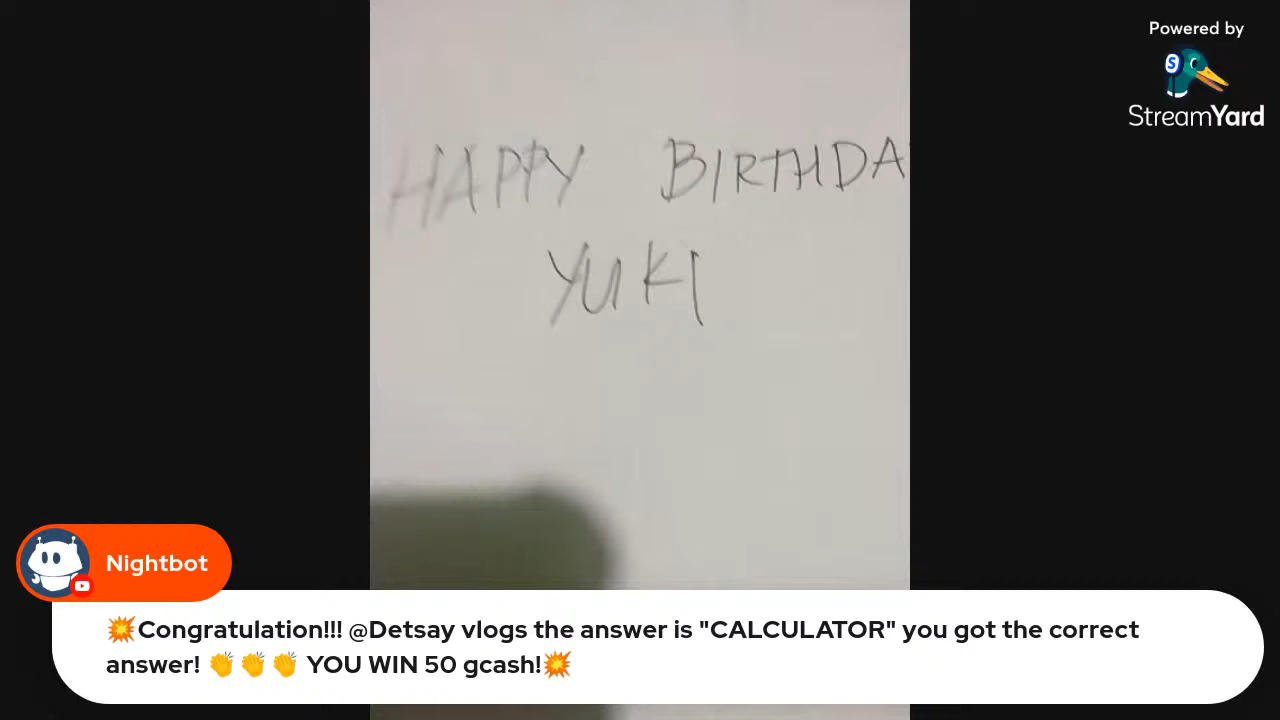 Powered by
StreamYard
HAPPY BIRTHDA
YUKI
Nightbot
💥Congratulation!!! @Detsay vlogs the answer is "CALCULATOR" you got the correct
answer! 👏👏👏 YOU WIN 50 gcash!💥